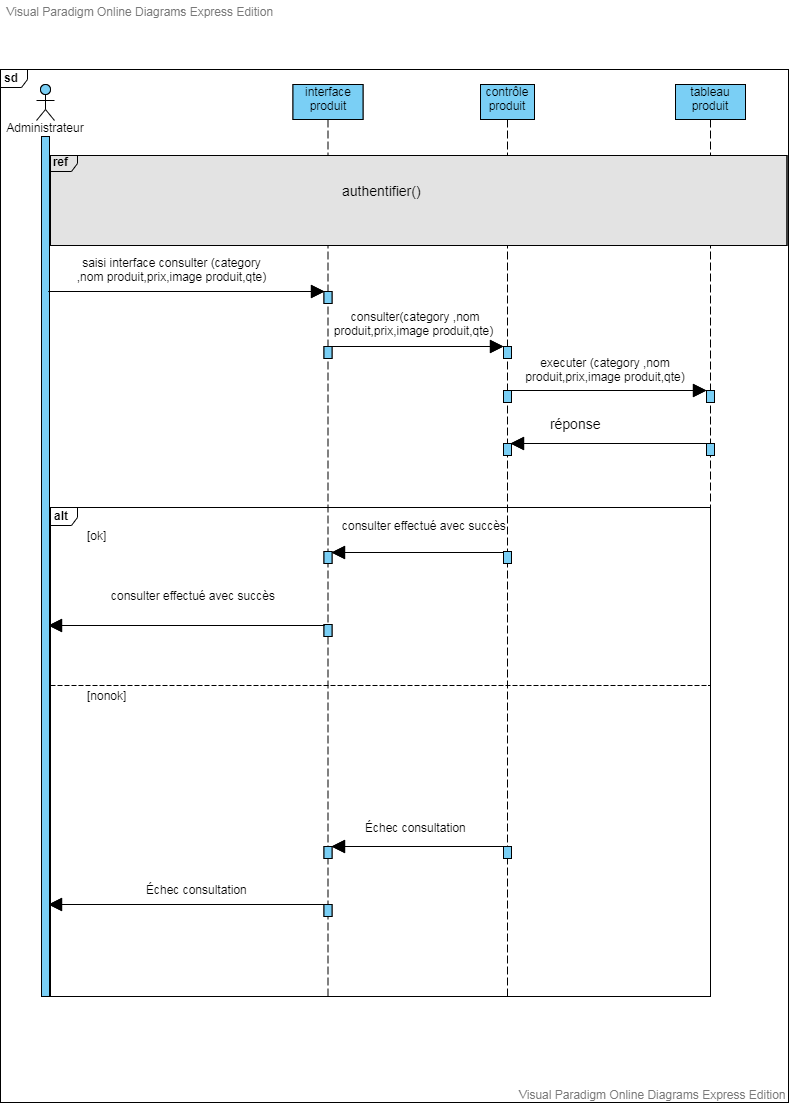 Visual Paradigm Online Diagrams Express Edition
sd
interface
produit
contrôle
produit
tableau
produit
Administrateur
ref
authentifier()
saisi interface consulter (category
,nom produit,prix,image produit,qte)
consulter(category ,nom
produit,prix,image produit,qte)
executer (category ,nom
produit,prix,image produit,qte)
réponse
alt
[ok]
consulter effectué avec succès
consulter effectué avec succès
[nonok]
Échec consultation
Échec consultation
Visual Paradigm Online Diagrams Express Edition